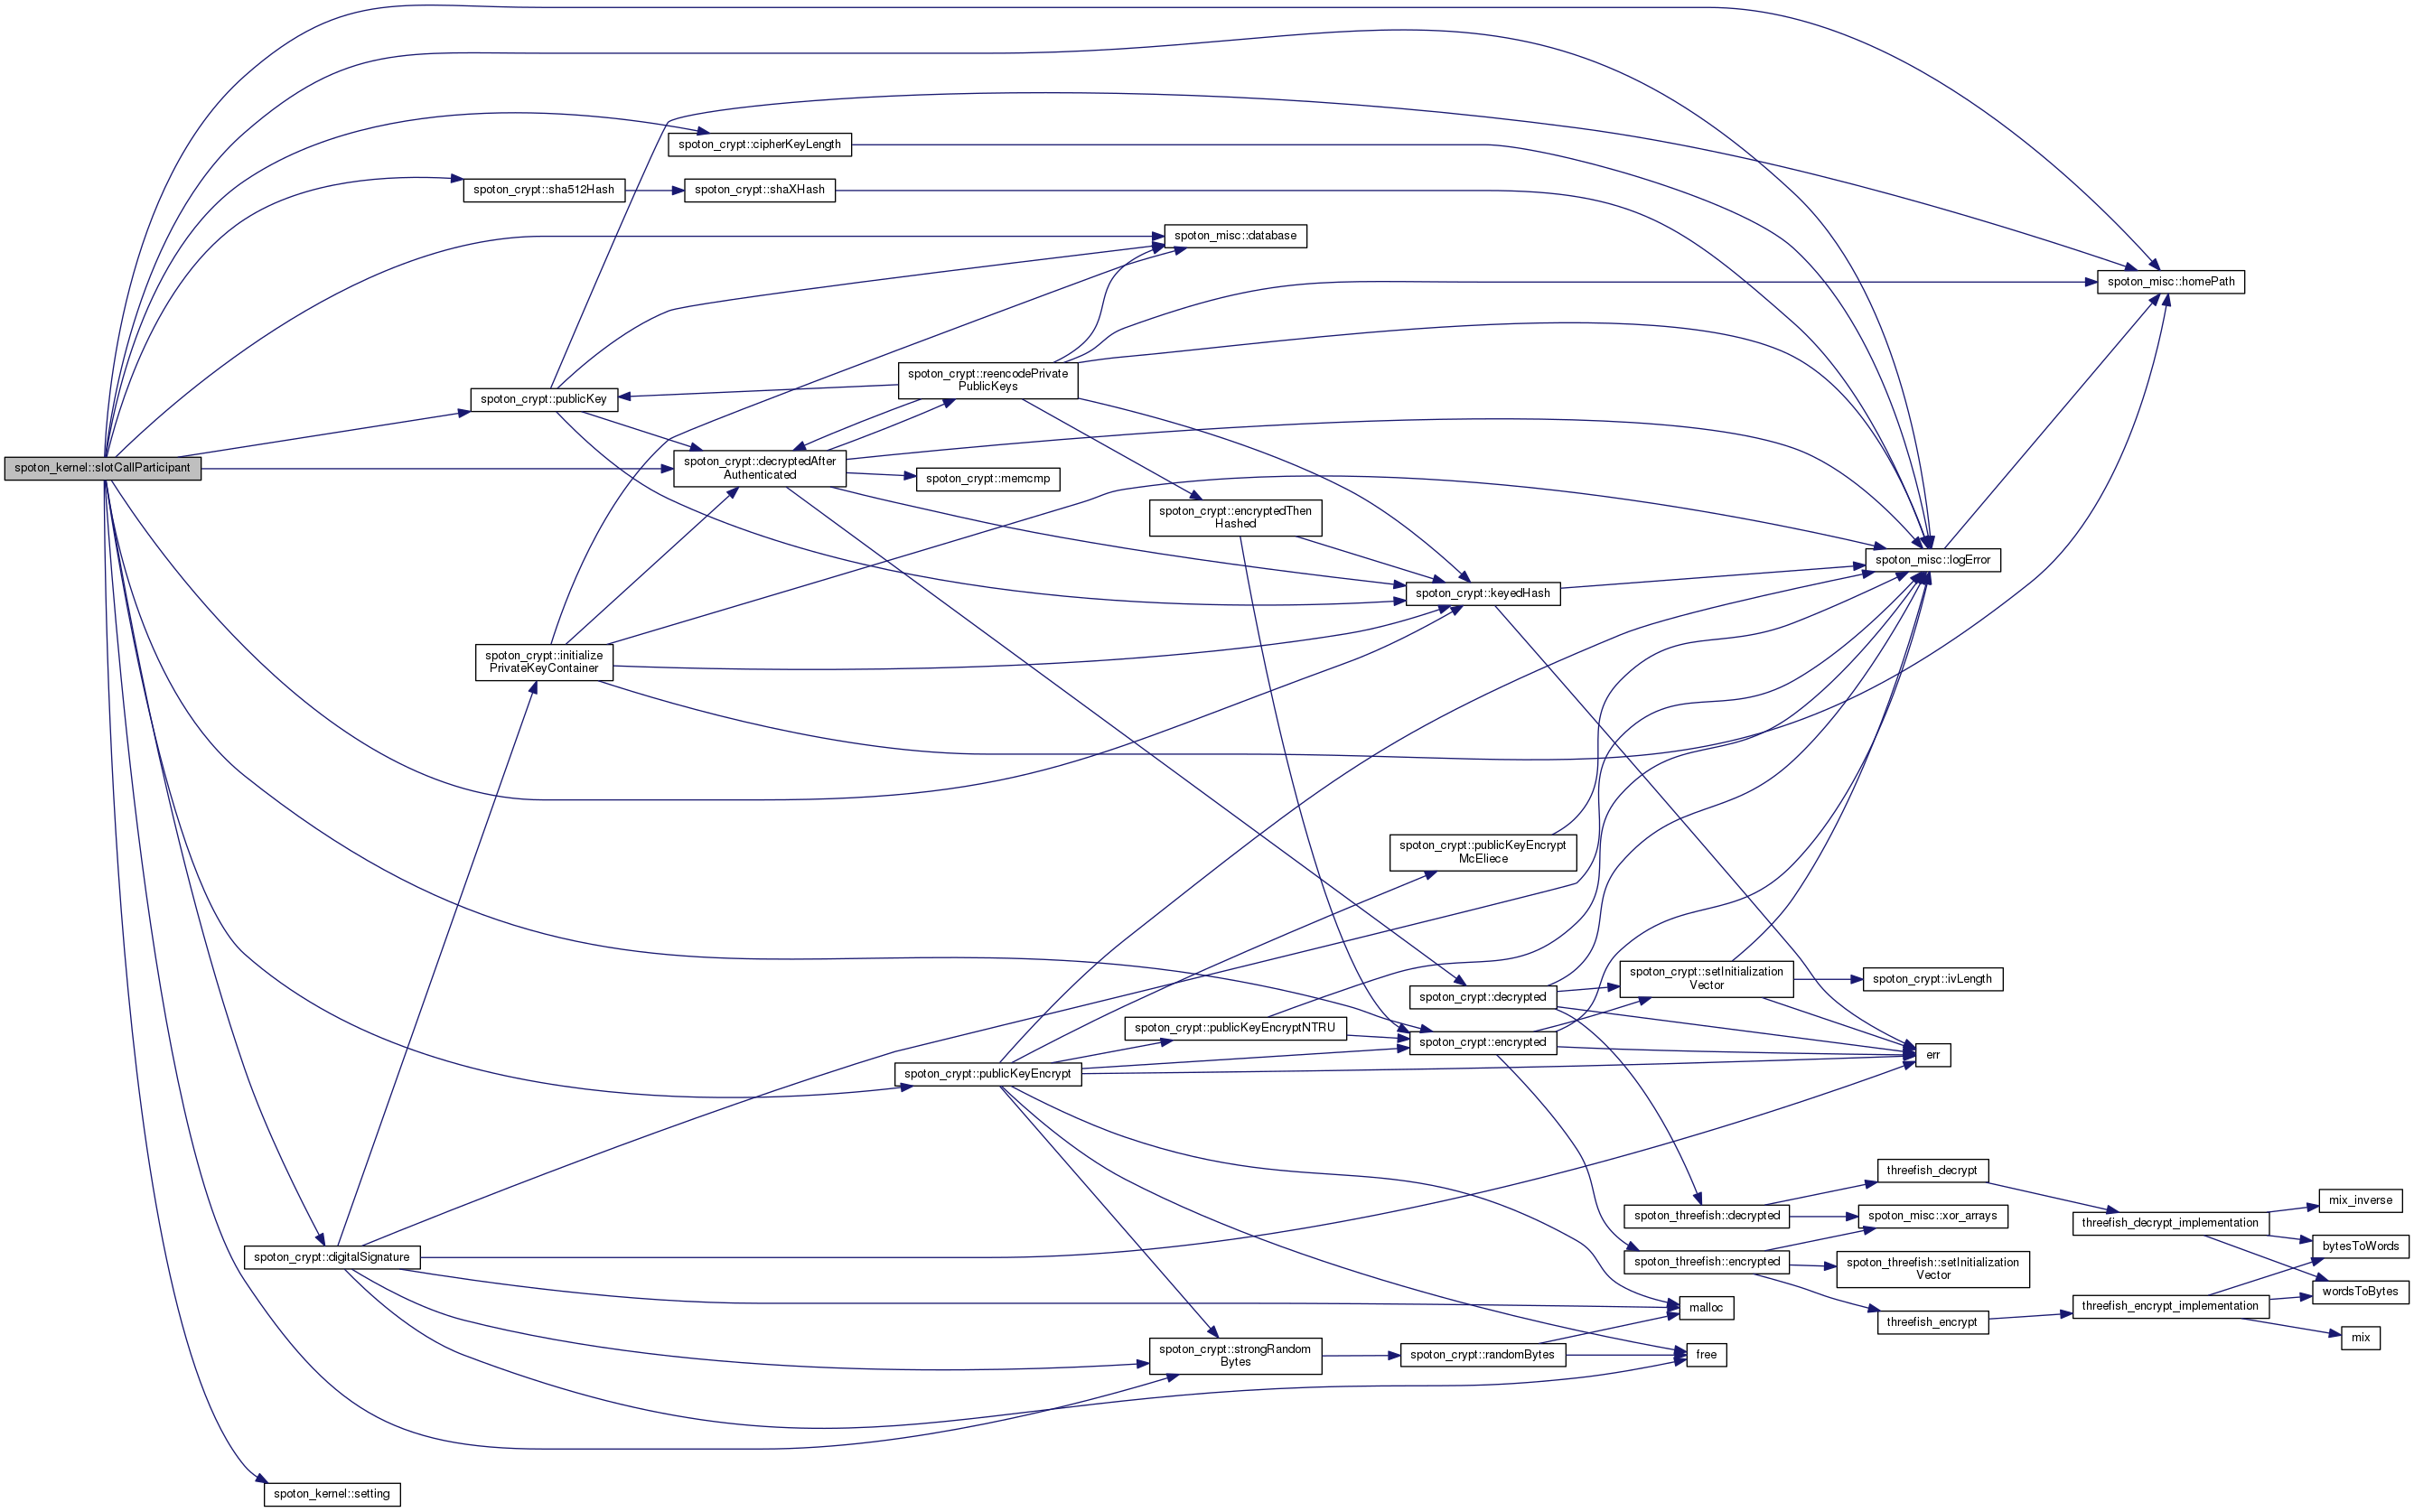 spoton_crypt::cipherKeyLength
spoton_crypt::sha512Hash
spoton_crypt::shaXHash
spoton_misc::database
spoton_misc::homePath
spoton_crypt::reencodePrivate
PublicKeys
spoton_crypt::publicKey
spoton_kernel::slotCallParticipant
spoton_crypt::decryptedAfter
Authenticated
spoton_crypt::memcmp
spoton_crypt::encryptedThen
Hashed
spoton_misc::logError
spoton_crypt::keyedHash
spoton_crypt::initialize
PrivateKeyContainer
spoton_crypt::publicKeyEncrypt
McEliece
spoton_crypt::setInitialization
Vector
spoton_crypt::ivLength
spoton_crypt::decrypted
spoton_crypt::publicKeyEncryptNTRU
spoton_crypt::encrypted
err
spoton_crypt::publicKeyEncrypt
threefish_decrypt
mix_inverse
spoton_threefish::decrypted
spoton_misc::xor_arrays
threefish_decrypt_implementation
bytesToWords
spoton_crypt::digitalSignature
spoton_threefish::encrypted
spoton_threefish::setInitialization
Vector
wordsToBytes
malloc
threefish_encrypt_implementation
threefish_encrypt
mix
spoton_crypt::strongRandom
Bytes
spoton_crypt::randomBytes
free
spoton_kernel::setting